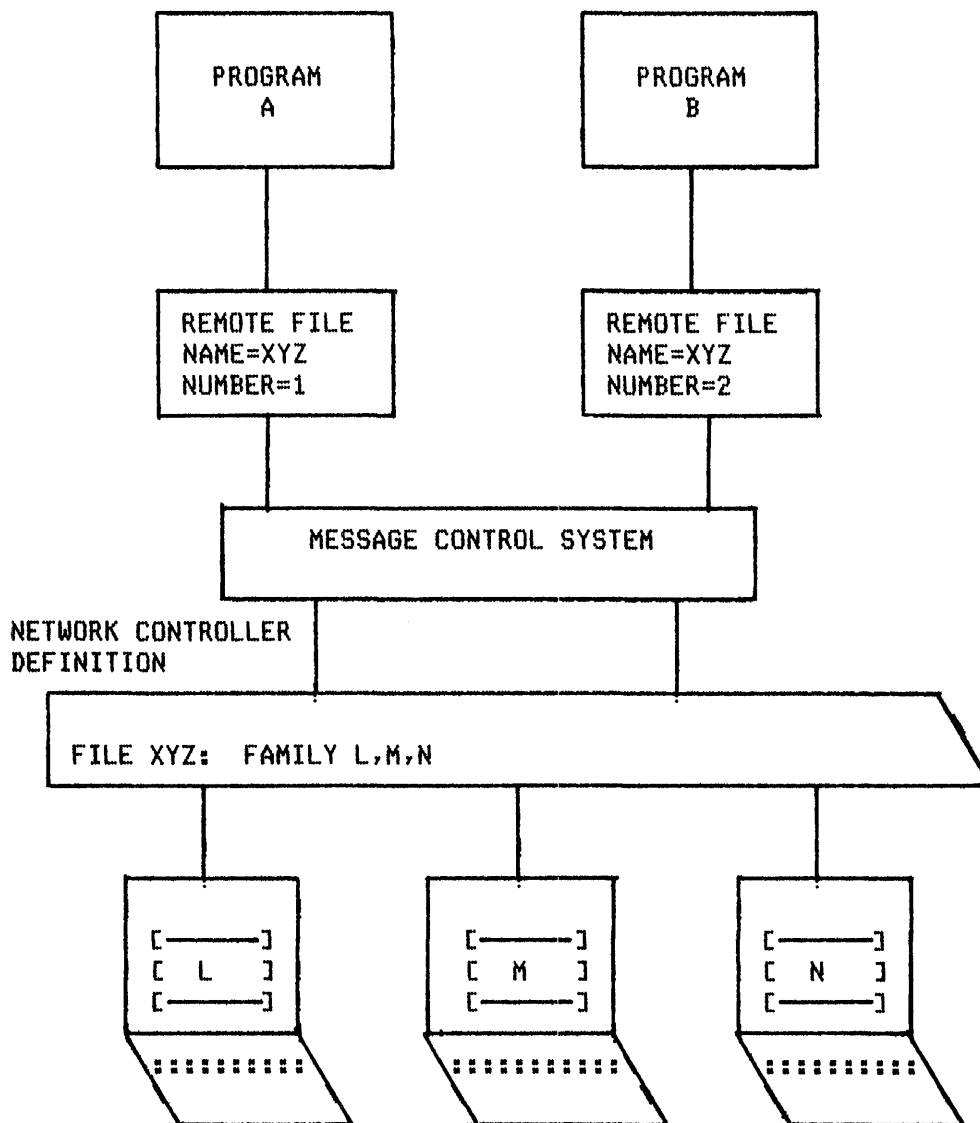 PROGRAM
A
PROGRAM
B
REMOTE FILE
NAME=XYZ
NUMBER=1
REMOTE FILE
NAME=XYZ
NUMBER=2
MESSAGE CONTROL SYSTEM
NETWORK CONTROLLER
DEFINITION
FILE XYZ: FAMILY L,M,N
L
M
N